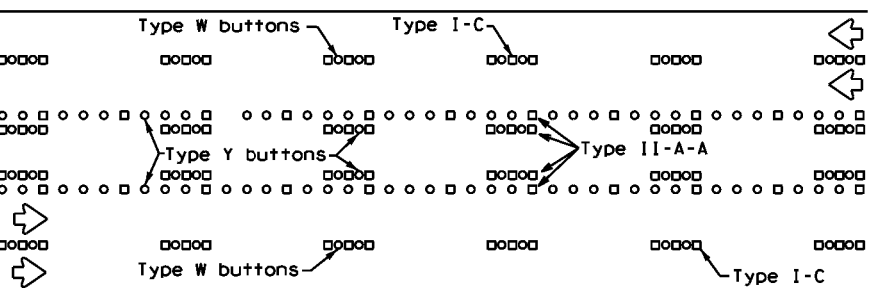 Type W buttons
Type I-C
Type Y buttons
Type II-A-A
Type W buttons
Type I-C